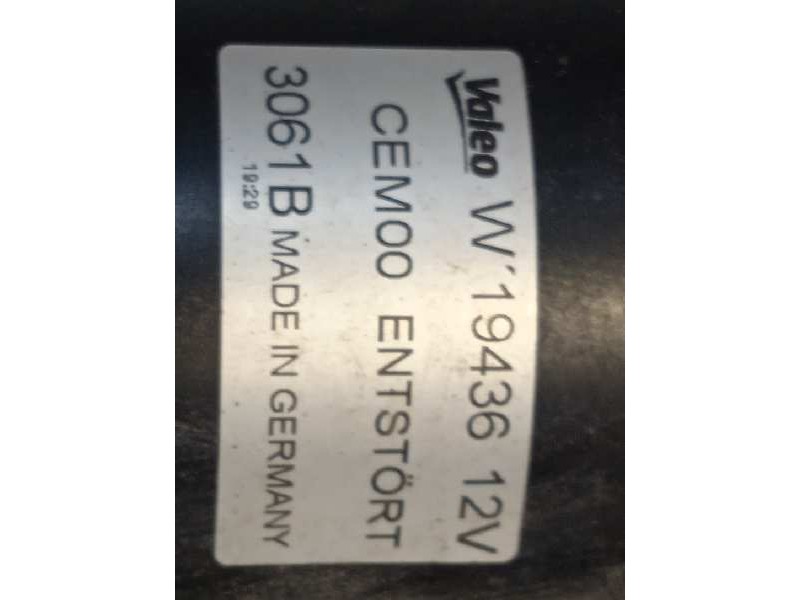 Valeo W´19436 12V
CEM00 ENTSTÖRT
3061B MADE IN GERMANY
19:29